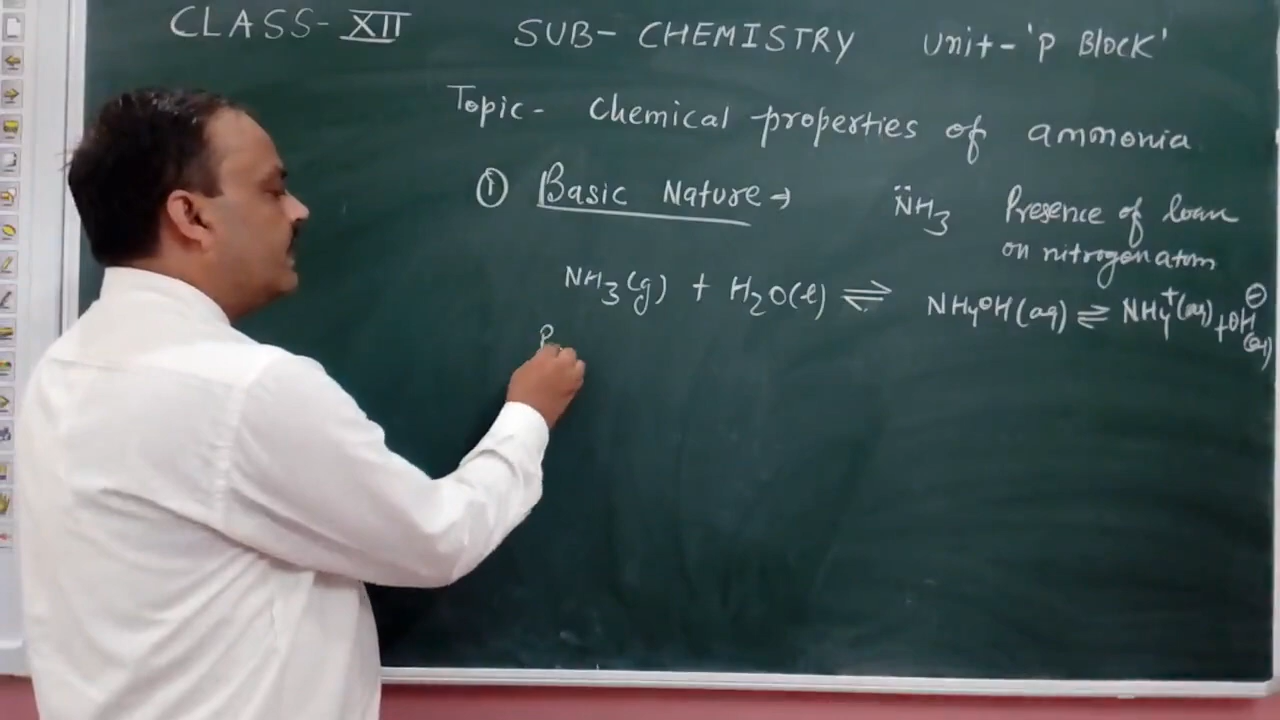 CLASS- XII SUB- CHEMISTRY Unit- 'P BLOCK'
Topic- Chemical properties of ammonia
① Basic Nature → N̈H₃ Presence of loan
on nitrogen atom
NH₃(g) + H₂O(l) ⇌ NH₄OH(aq) ⇌ NH₄⁺(aq) + OH⁻(aq)